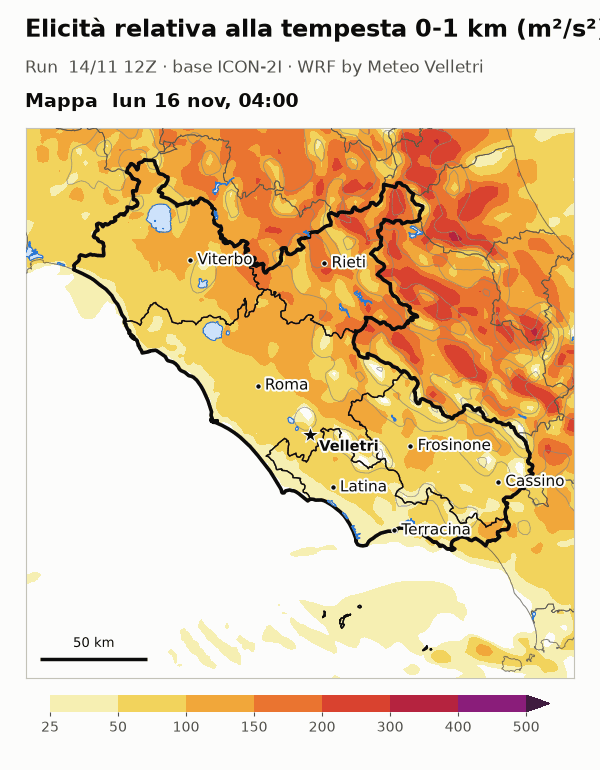 Elicità relativa alla tempesta 0-1 km (m²/s²)
Run 14/11 12Z · base ICON-2I · WRF by Meteo Velletri
Mappa lun 16 nov, 04:00
Viterbo
Rieti
Roma
Velletri
Frosinone
Latina
Cassino
Terracina
50 km
25 50 100 150 200 300 400 500